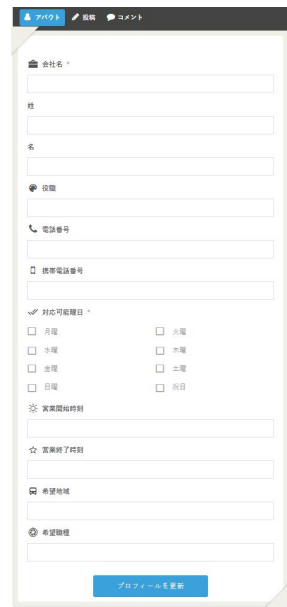 アバウト 投稿 コメント
会社名 *
姓
名
役職
電話番号
携帯電話番号
対応可能曜日 *
月曜 火曜
水曜 木曜
金曜 土曜
日曜 祝日
営業開始時刻
営業終了時刻
希望地域
希望職種
プロフィールを更新